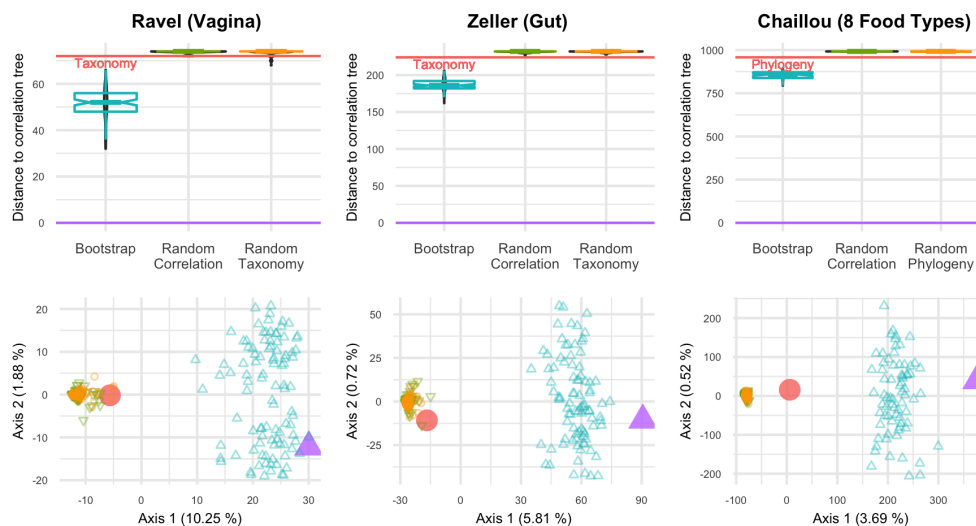 Ravel (Vagina)
Distance to correlation tree
60
40
20
0
Taxonomy
Bootstrap
Random
Correlation
Random
Taxonomy
Zeller (Gut)
Distance to correlation tree
200
150
100
50
0
Taxonomy
Bootstrap
Random
Correlation
Random
Taxonomy
Chaillou (8 Food Types)
Distance to correlation tree
1000
750
500
250
0
Phylogeny
Bootstrap
Random
Correlation
Random
Phylogeny
Axis 2 (1.88 %)
20
10
0
-10
-20
-10
0
10
20
30
Axis 1 (10.25 %)
Axis 2 (0.72 %)
50
25
0
-25
-30
0
30
60
90
Axis 1 (5.81 %)
Axis 2 (0.52 %)
200
100
0
-100
-200
-100
0
100
200
300
Axis 1 (3.69 %)